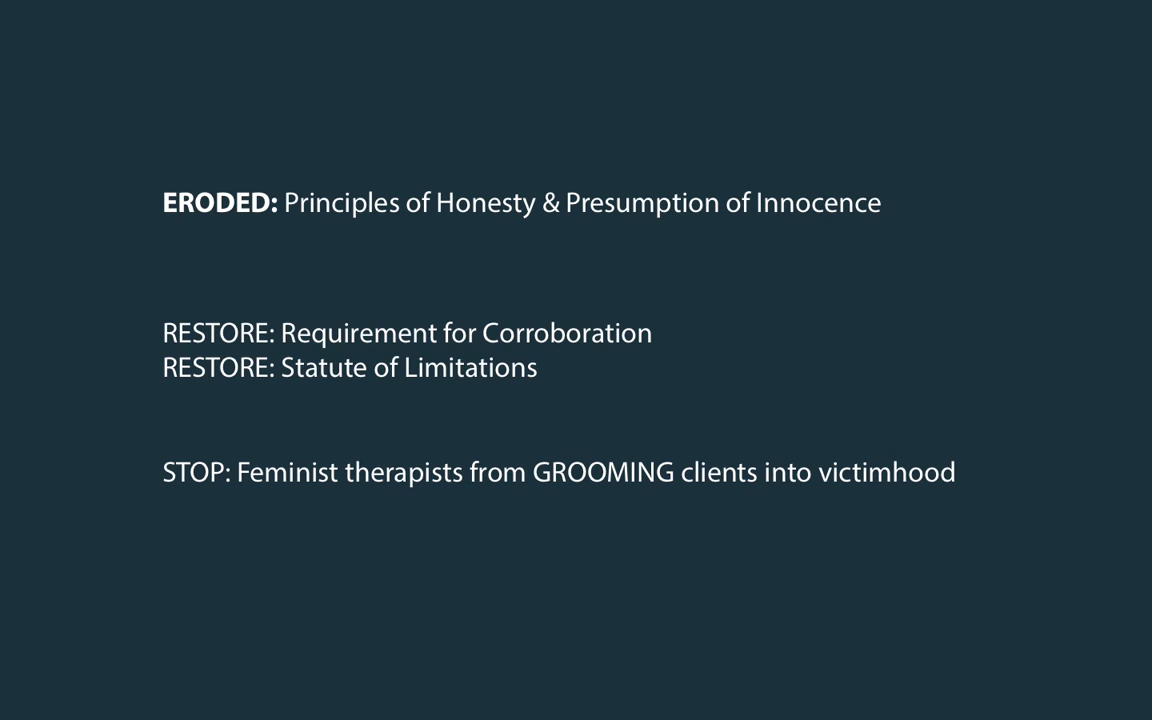 ERODED: Principles of Honesty & Presumption of Innocence
RESTORE: Requirement for Corroboration
RESTORE: Statute of Limitations
STOP: Feminist therapists from GROOMING clients into victimhood